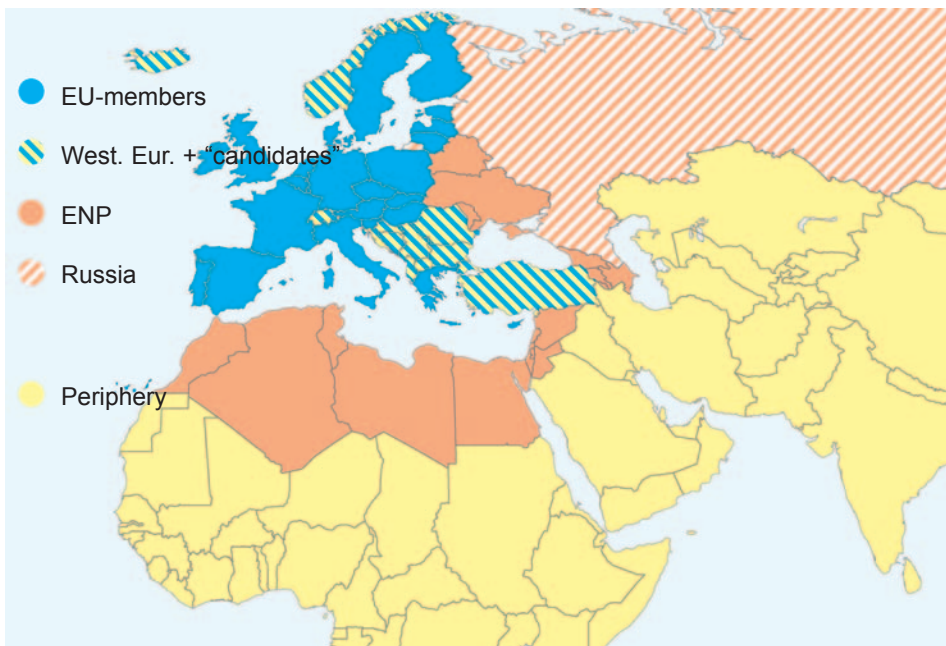 EU-members
West. Eur. + “candidates”
ENP
Russia
Periphery